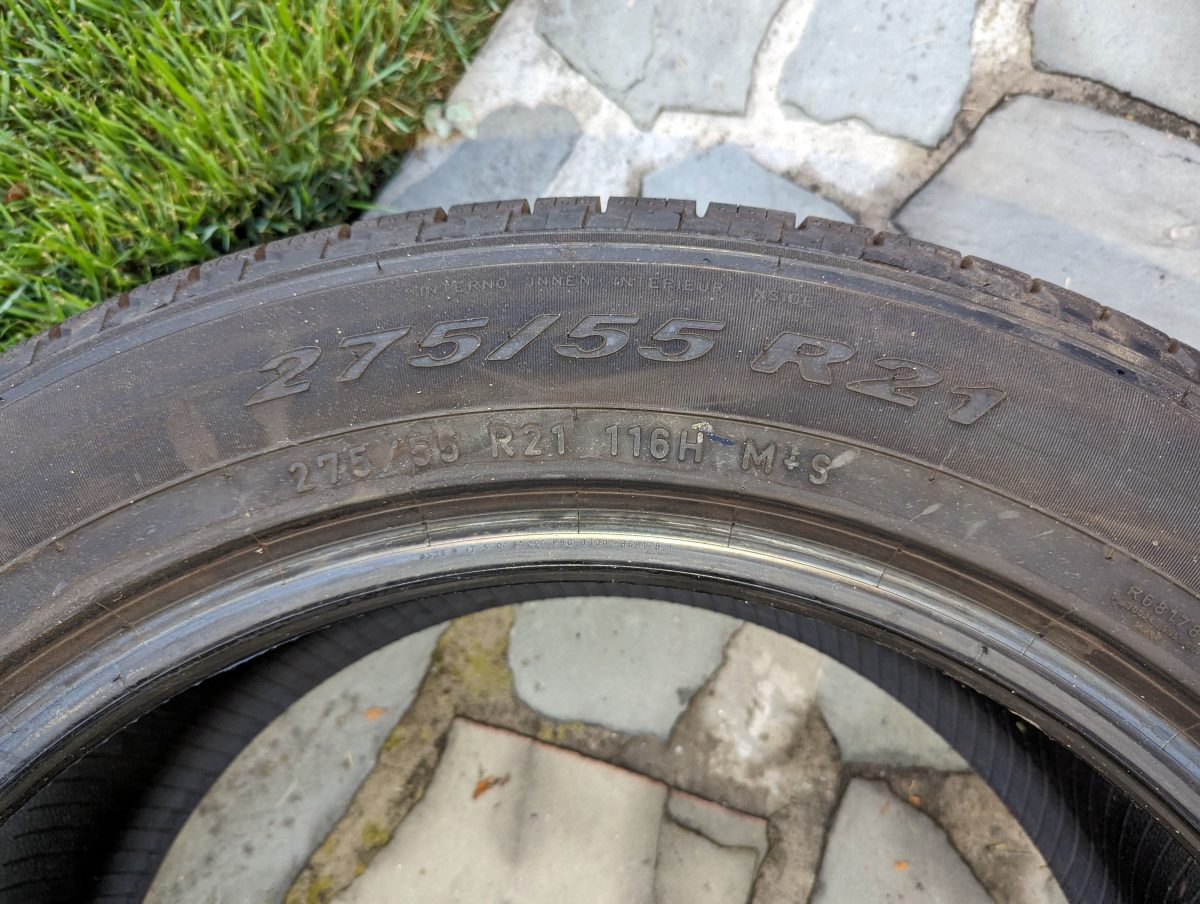 INTERNO INNEN INTERIEUR INSIDE
275/55 R21
275/55 R21 116H M+S